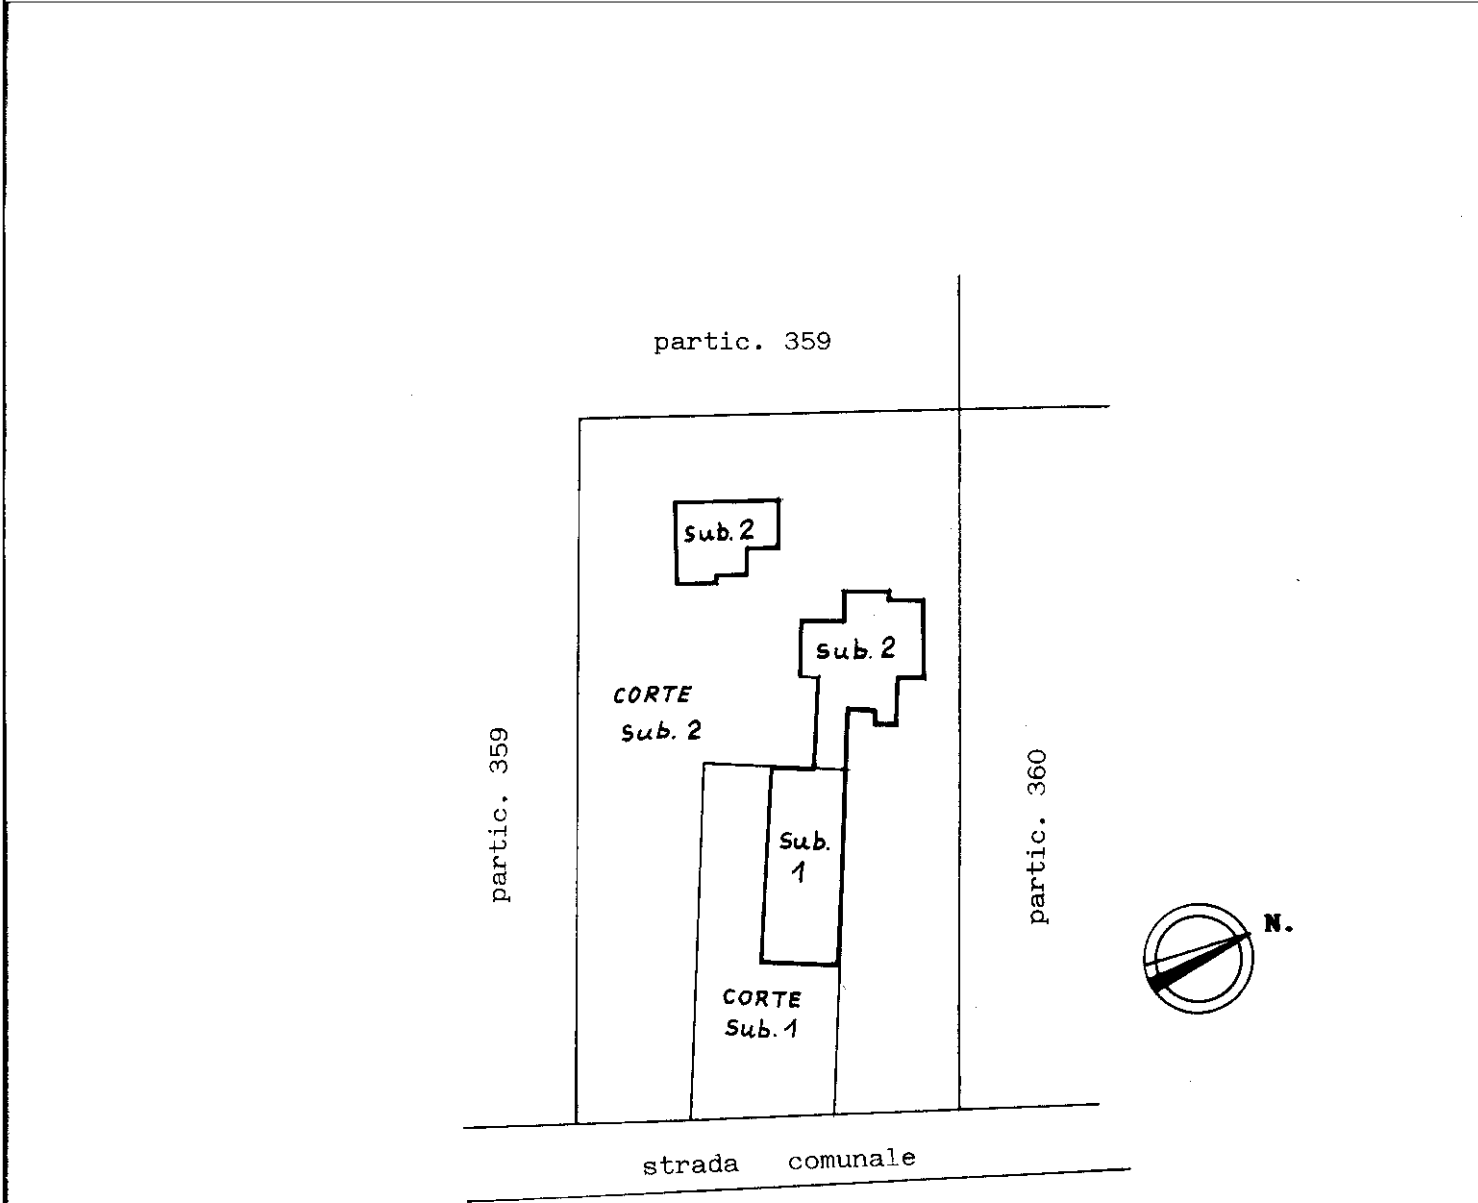 partic. 359
Sub. 2
Sub. 2
CORTE
Sub. 2
partic. 359
partic. 360
Sub.
1
N.
CORTE
Sub. 1
strada comunale